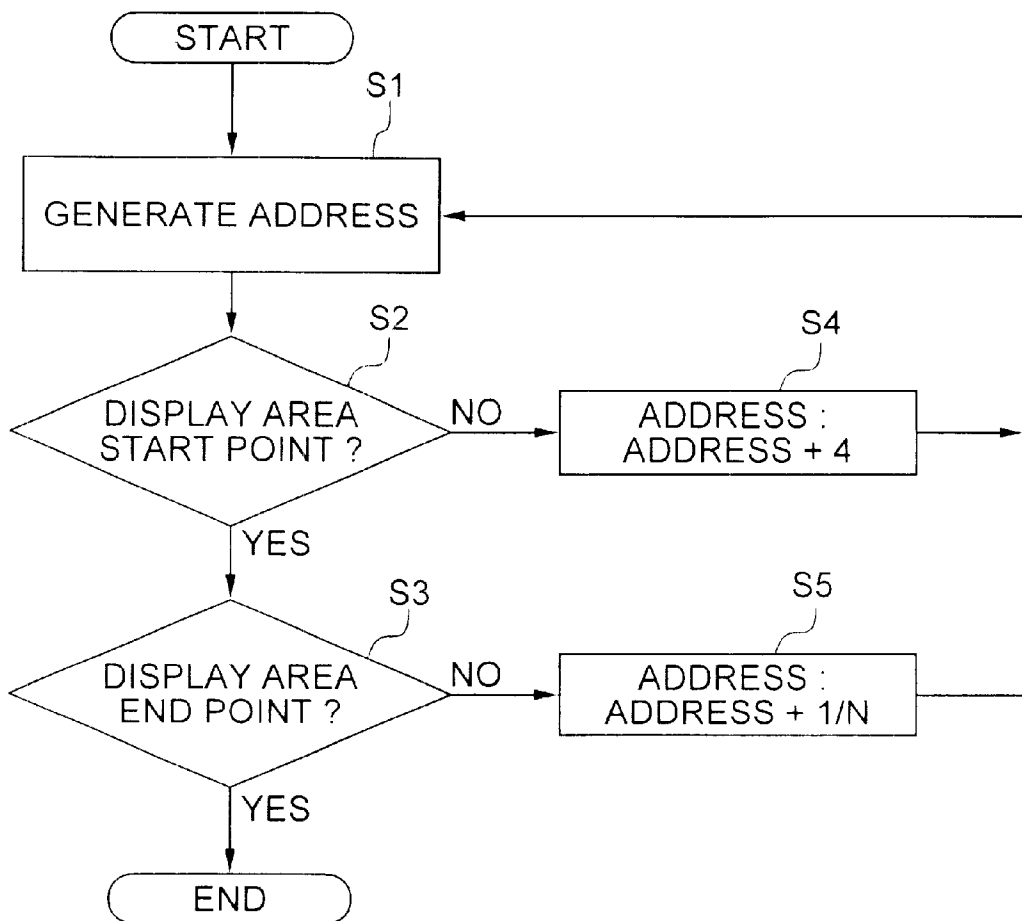 START
S1
GENERATE ADDRESS
S2
DISPLAY AREA
START POINT ?
NO
S4
ADDRESS :
ADDRESS + 4
YES
S3
DISPLAY AREA
END POINT ?
NO
S5
ADDRESS :
ADDRESS + 1/N
YES
END